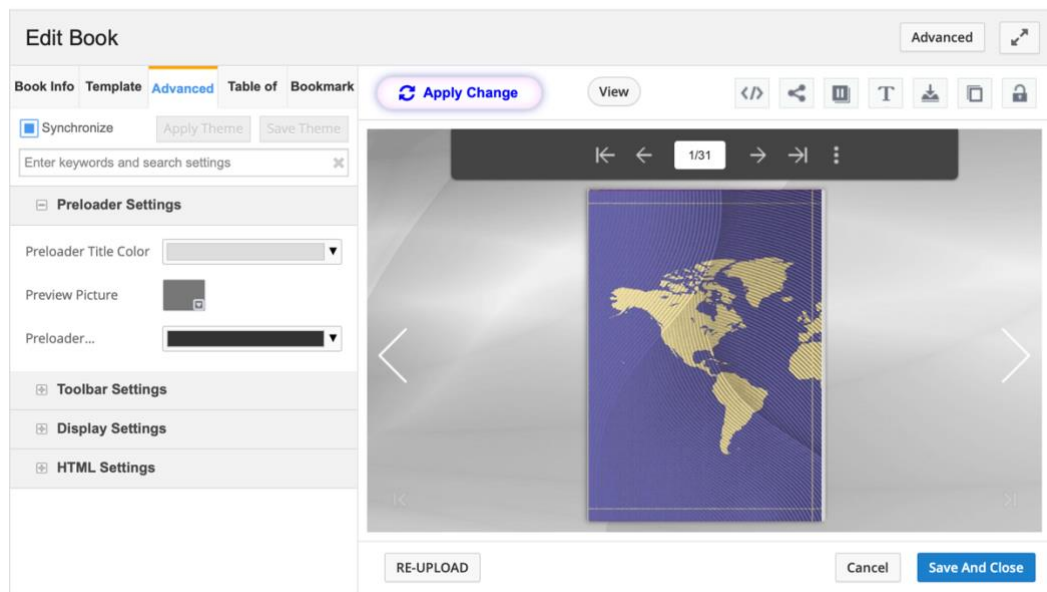 Edit Book
Advanced
Book Info Template Advanced Table of Bookmark
Apply Change
View
T
Synchronize
Apply Theme
Save Theme
Enter keywords and search settings
Preloader Settings
Preloader Title Color
Preview Picture
Preloader...
Toolbar Settings
Display Settings
HTML Settings
1/31
RE-UPLOAD
Cancel
Save And Close